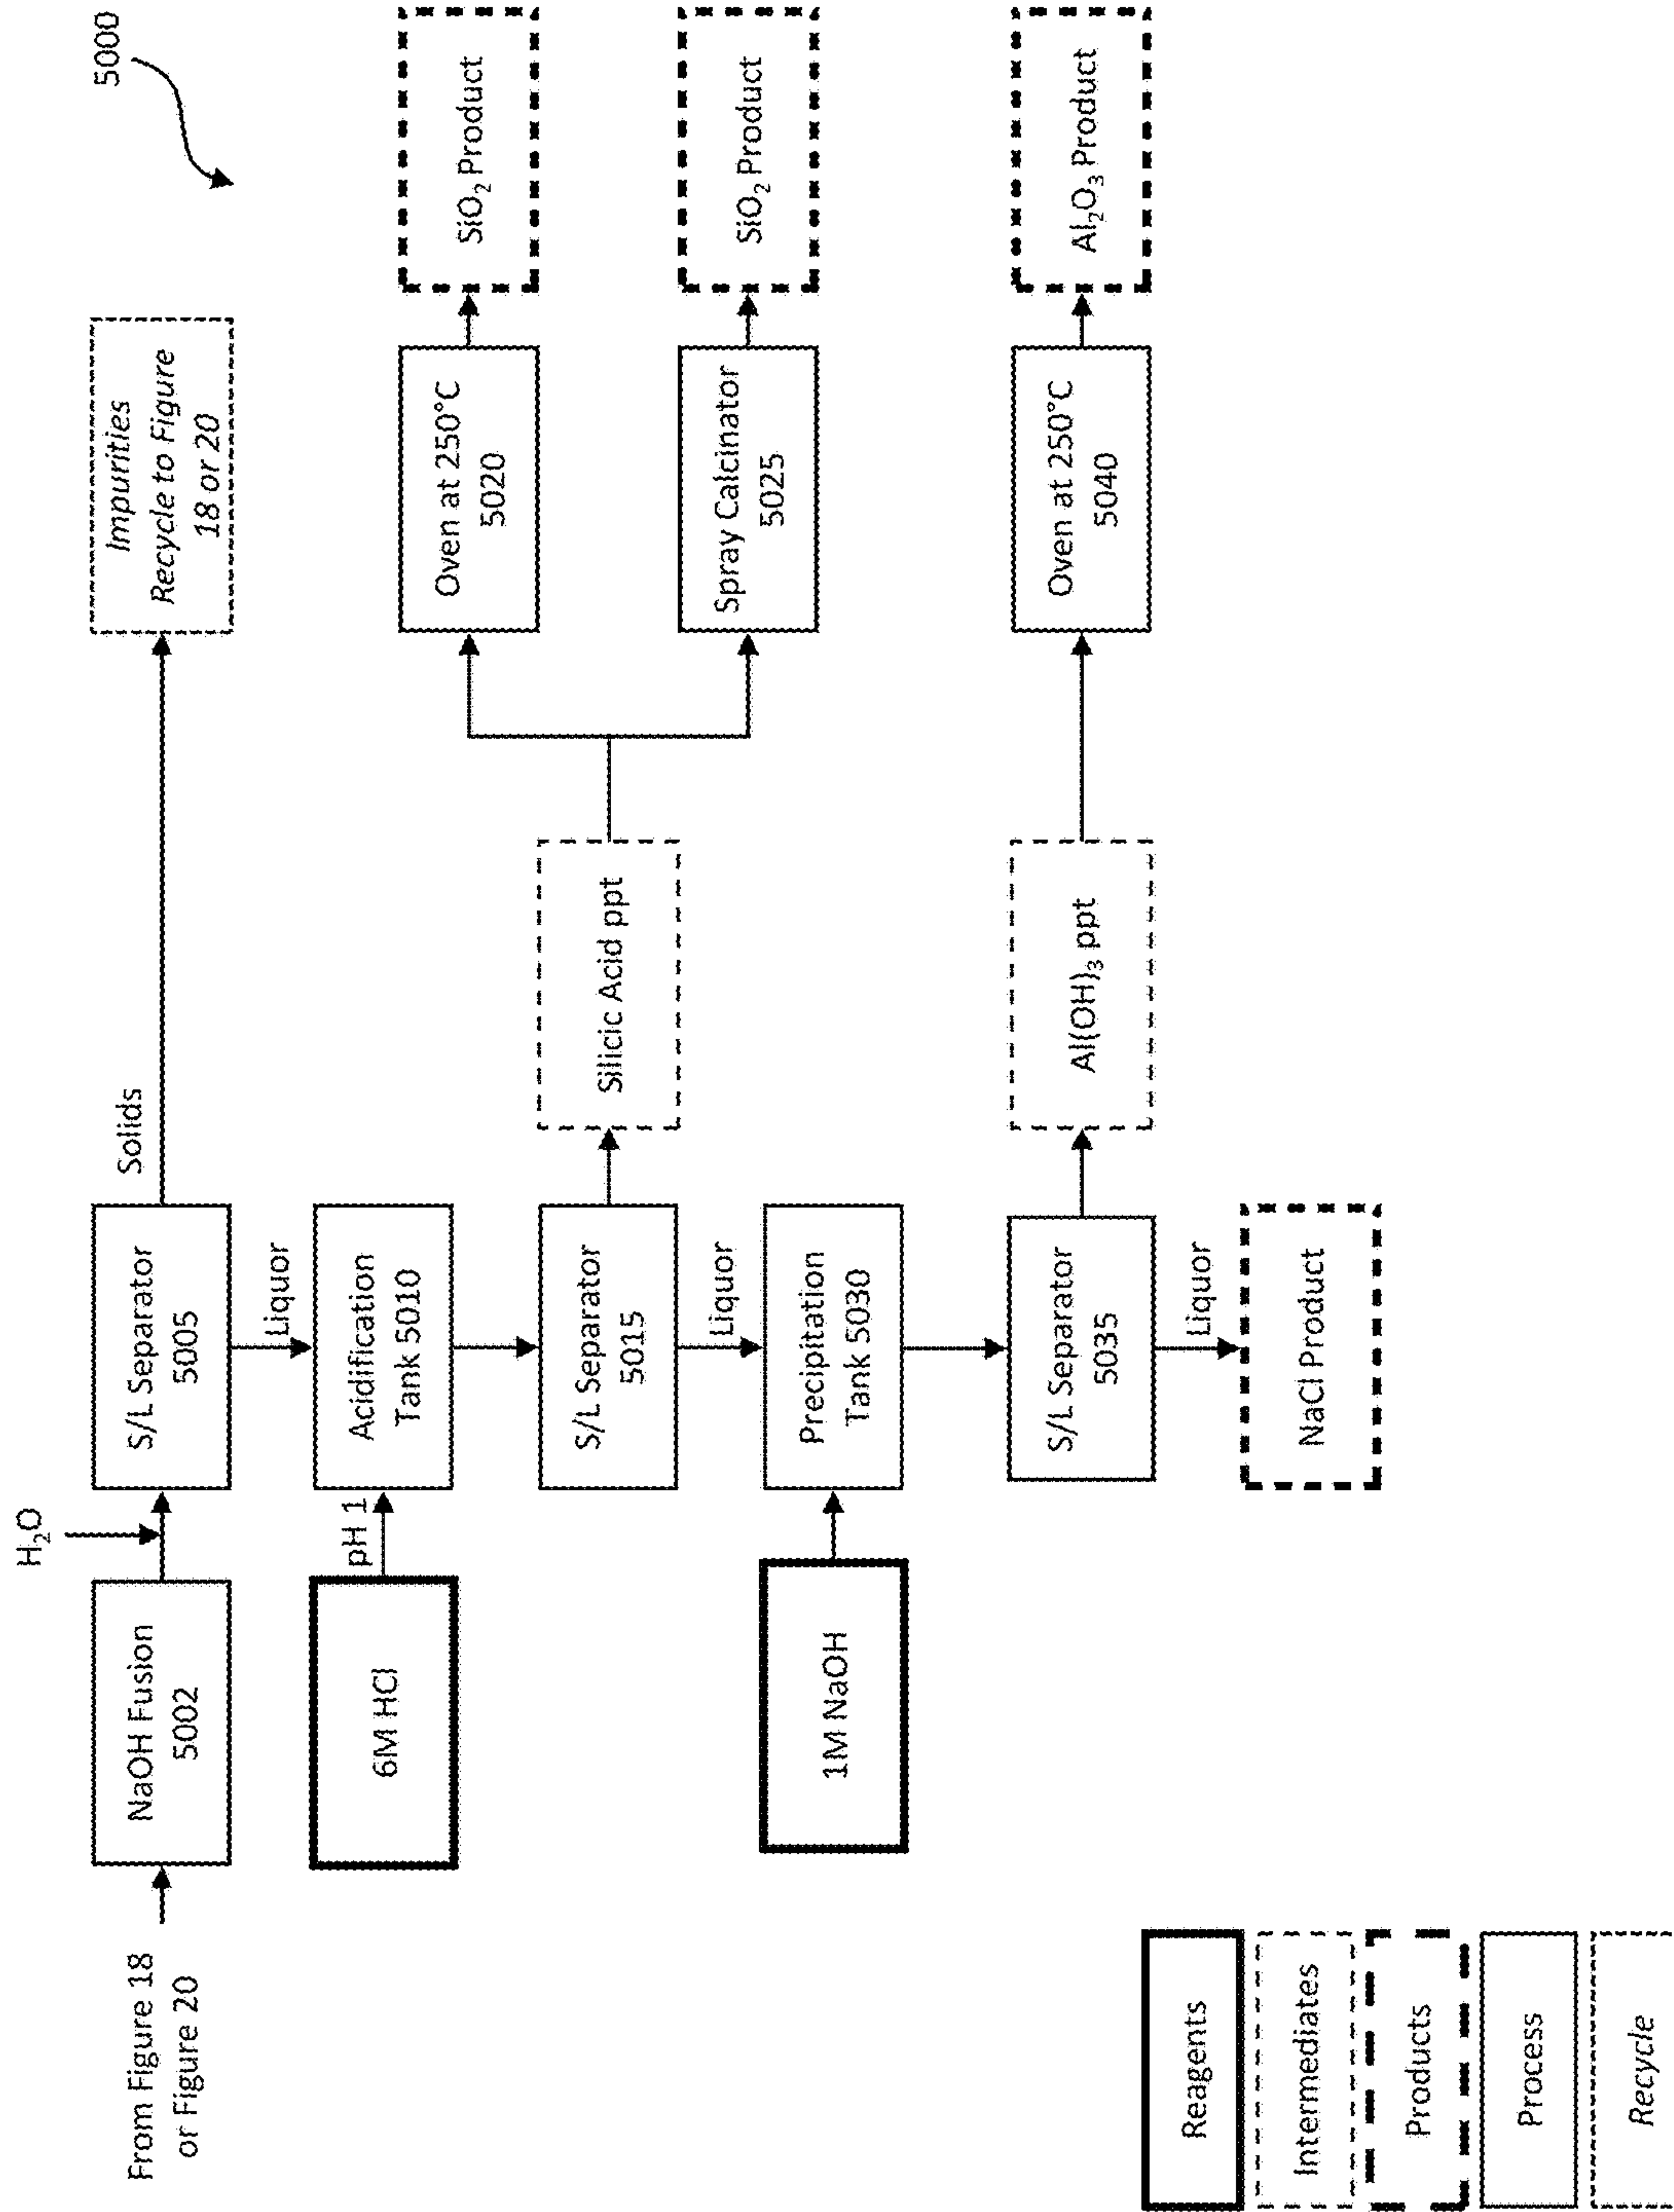 5000
From Figure 18
or Figure 20
NaOH Fusion
5002
H₂O
S/L Separator
5005
Solids
Impurities
Recycle to Figure
18 or 20
Liquor
6M HCl
pH 1
Acidification
Tank 5010
S/L Separator
5015
Silicic Acid ppt
Oven at 250°C
5020
SiO₂ Product
Spray Calcinator
5025
SiO₂ Product
Liquor
1M NaOH
Precipitation
Tank 5030
S/L Separator
5035
Al(OH)₃ ppt
Oven at 250°C
5040
Al₂O₃ Product
Liquor
NaCl Product
Reagents
Intermediates
Products
Process
Recycle